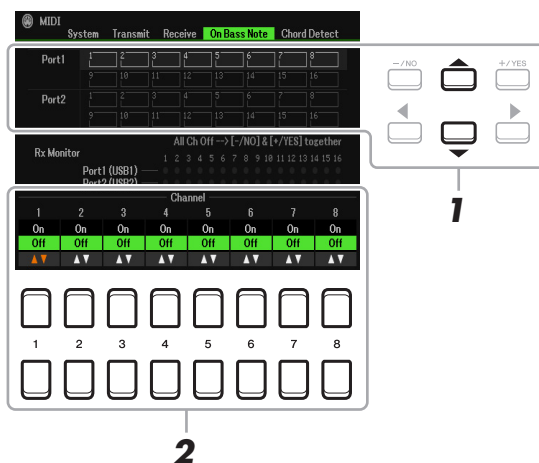 MIDI
System Transmit Receive On Bass Note Chord Detect
Port1 1 2 3 4 5 6 7 8
9 10 11 12 13 14 15 16
Port2 1 2 3 4 5 6 7 8
9 10 11 12 13 14 15 16
−/NO +/YES
All Ch Off --> [-/NO] & [+/YES] together
Rx Monitor 1 2 3 4 5 6 7 8 9 10 11 12 13 14 15 16
Port1 (USB1)
Port2 (USB2)
1
Channel
1 2 3 4 5 6 7 8
On On On On On On On On
Off Off Off Off Off Off Off Off
1 2 3 4 5 6 7 8
2